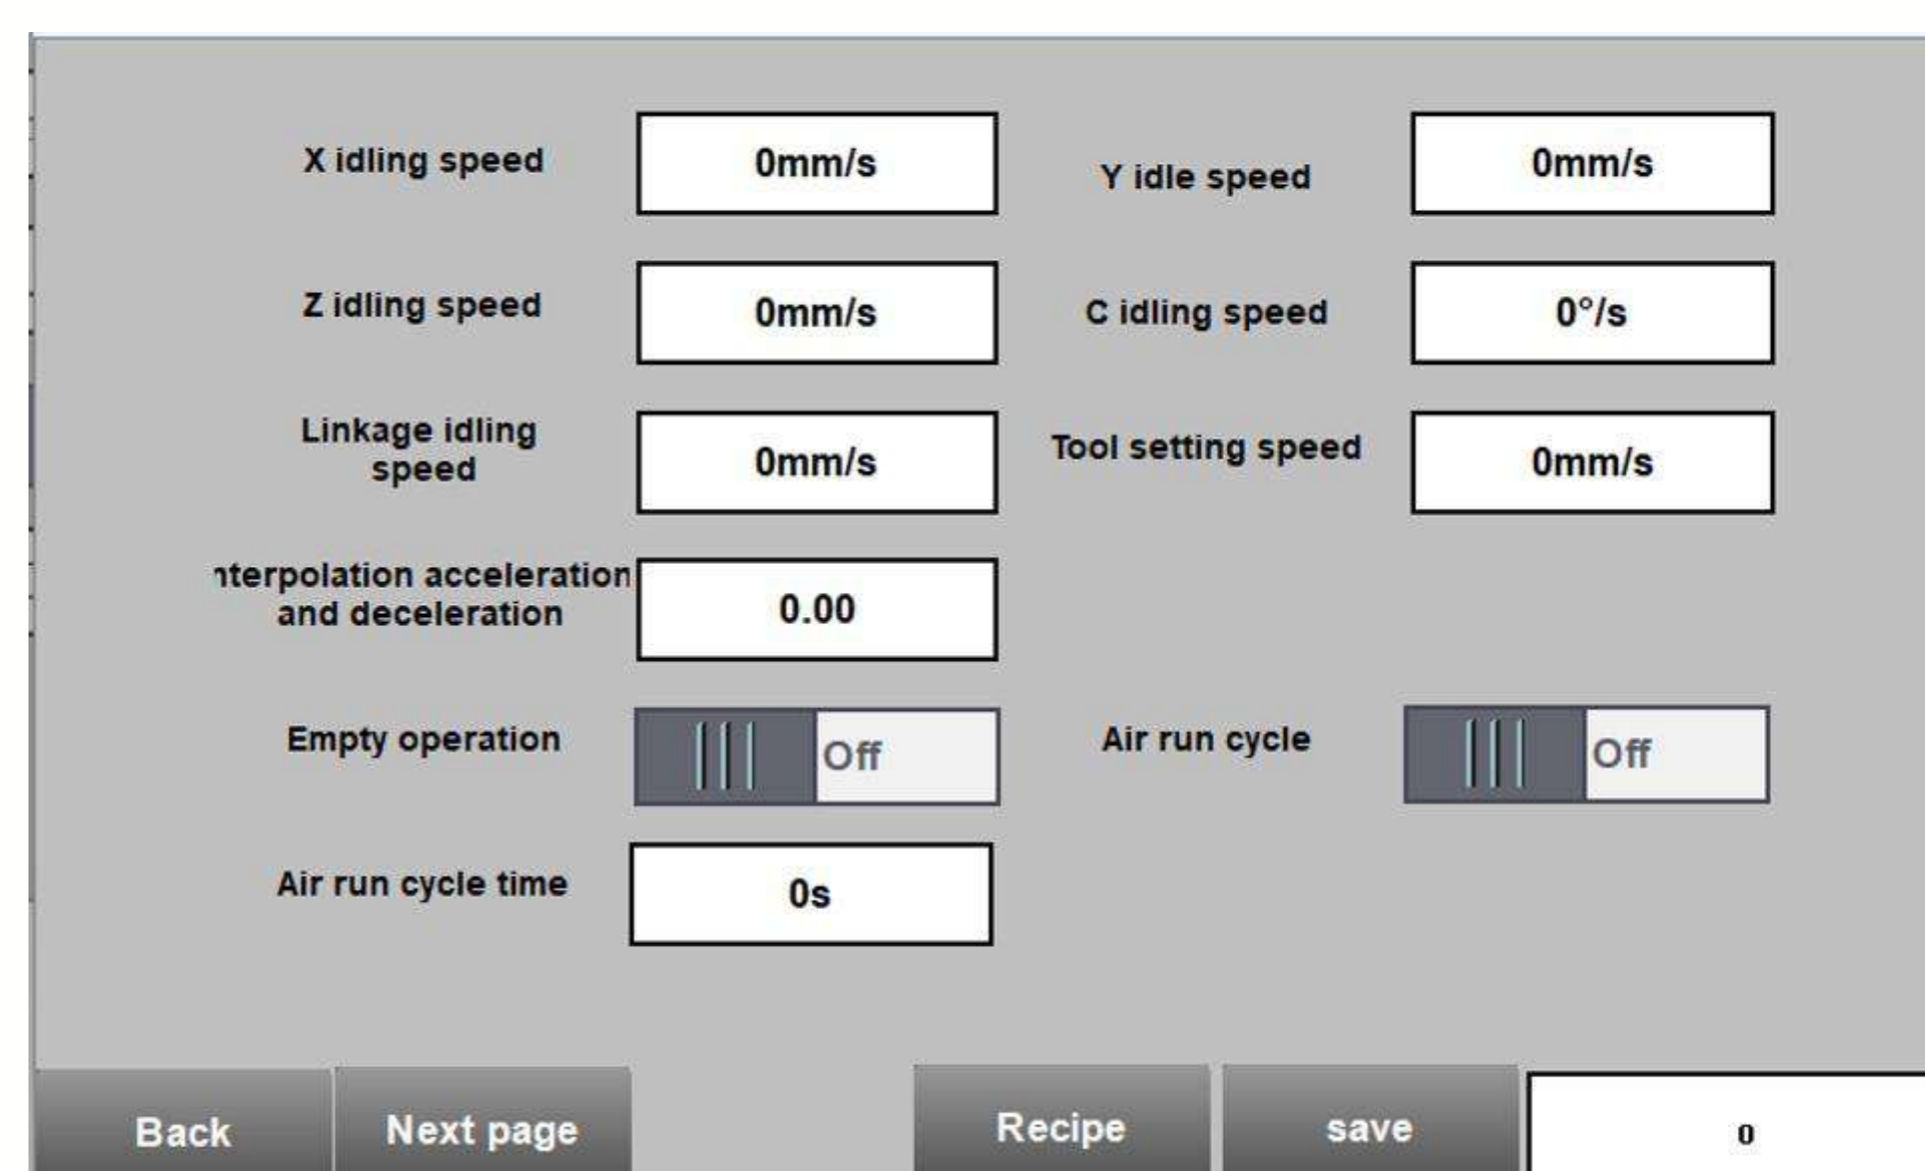 X idling speed
0mm/s
Y idle speed
0mm/s
Z idling speed
0mm/s
C idling speed
0°/s
Linkage idling
speed
0mm/s
Tool setting speed
0mm/s
nterpolation acceleration
and deceleration
0.00
Empty operation
Off
Air run cycle
Off
Air run cycle time
0s
Back
Next page
Recipe
save
0